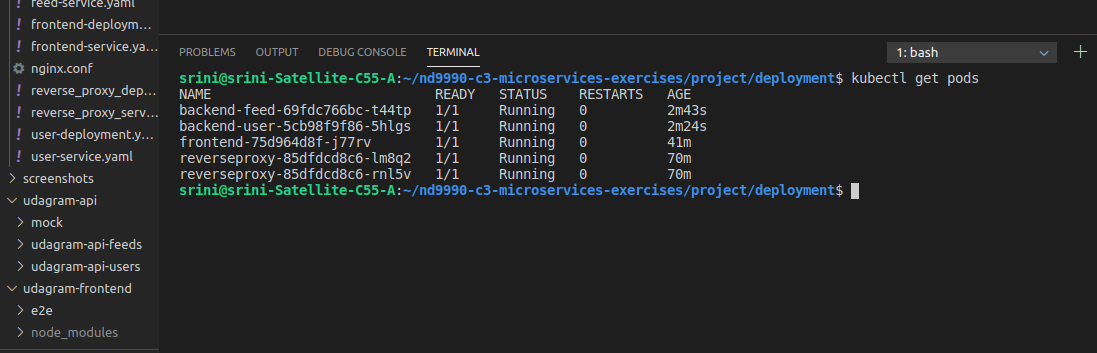 feed-service.yaml
frontend-deploym...
frontend-service.ya...
nginx.conf
reverse_proxy_dep...
reverse_proxy_serv...
user-deployment.y...
user-service.yaml
screenshots
udagram-api
mock
udagram-api-feeds
udagram-api-users
udagram-frontend
e2e
node_modules
PROBLEMS OUTPUT DEBUG CONSOLE TERMINAL 1: bash
srini@srini-Satellite-C55-A:~/nd9990-c3-microservices-exercises/project/deployment$ kubectl get pods
NAME READY STATUS RESTARTS AGE
backend-feed-69fdc766bc-t44tp 1/1 Running 0 2m43s
backend-user-5cb98f9f86-5hlgs 1/1 Running 0 2m24s
frontend-75d964d8f-j77rv 1/1 Running 0 41m
reverseproxy-85dfdcd8c6-lm8q2 1/1 Running 0 70m
reverseproxy-85dfdcd8c6-rnl5v 1/1 Running 0 70m
srini@srini-Satellite-C55-A:~/nd9990-c3-microservices-exercises/project/deployment$